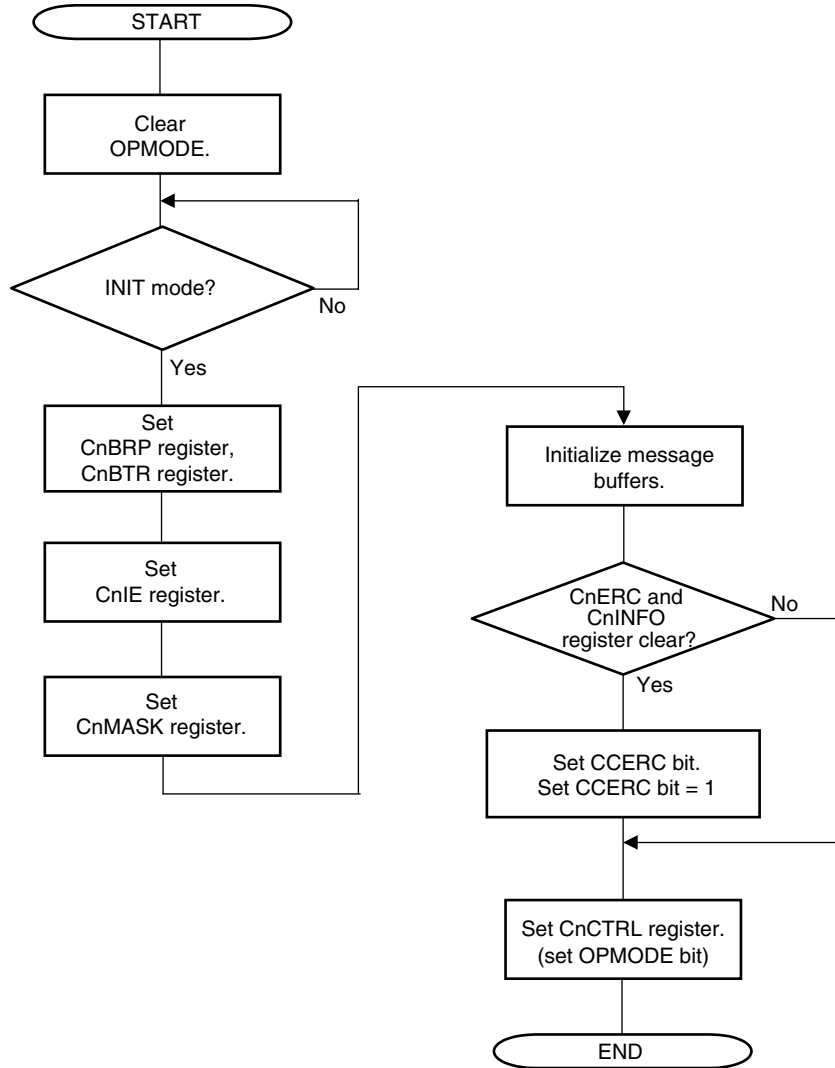 START
Clear
OPMODE.
INIT mode?
No
Yes
Set
CnBRP register,
CnBTR register.
Set
CnIE register.
Set
CnMASK register.
Initialize message
buffers.
CnERC and
CnINFO
register clear?
No
Yes
Set CCERC bit.
Set CCERC bit = 1
Set CnCTRL register.
(set OPMODE bit)
END